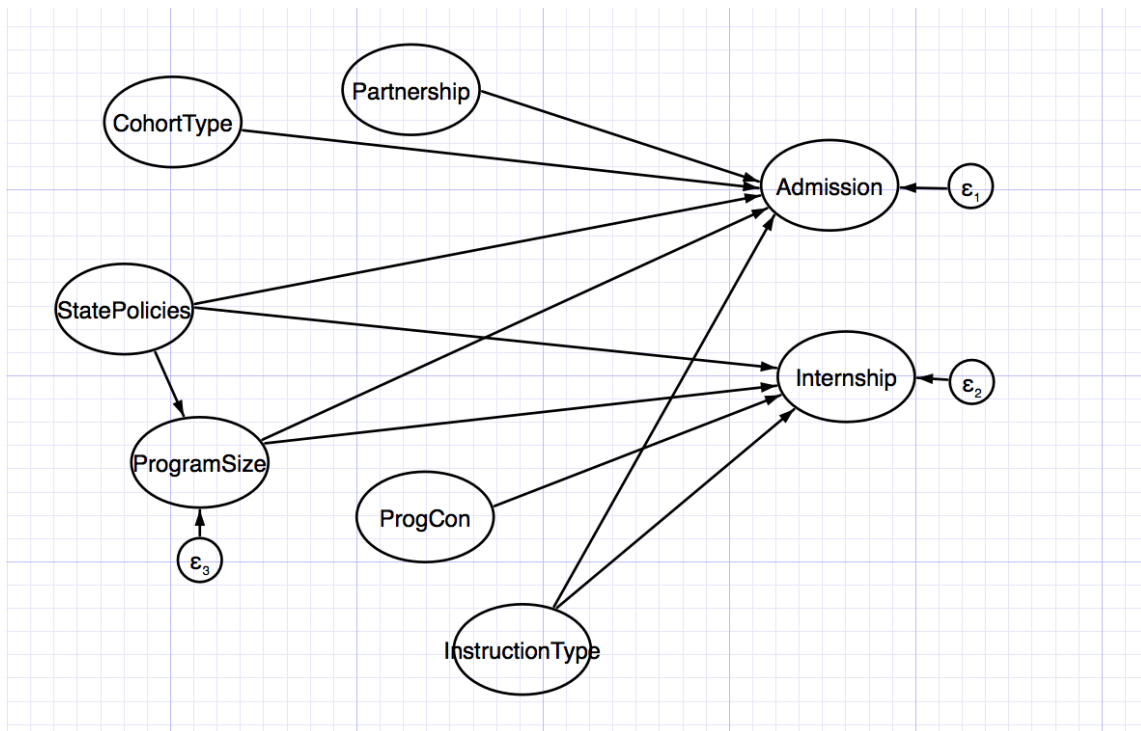 Partnership
CohortType
Admission
ε₁
StatePolicies
Internship
ε₂
ProgramSize
ProgCon
ε₃
InstructionType